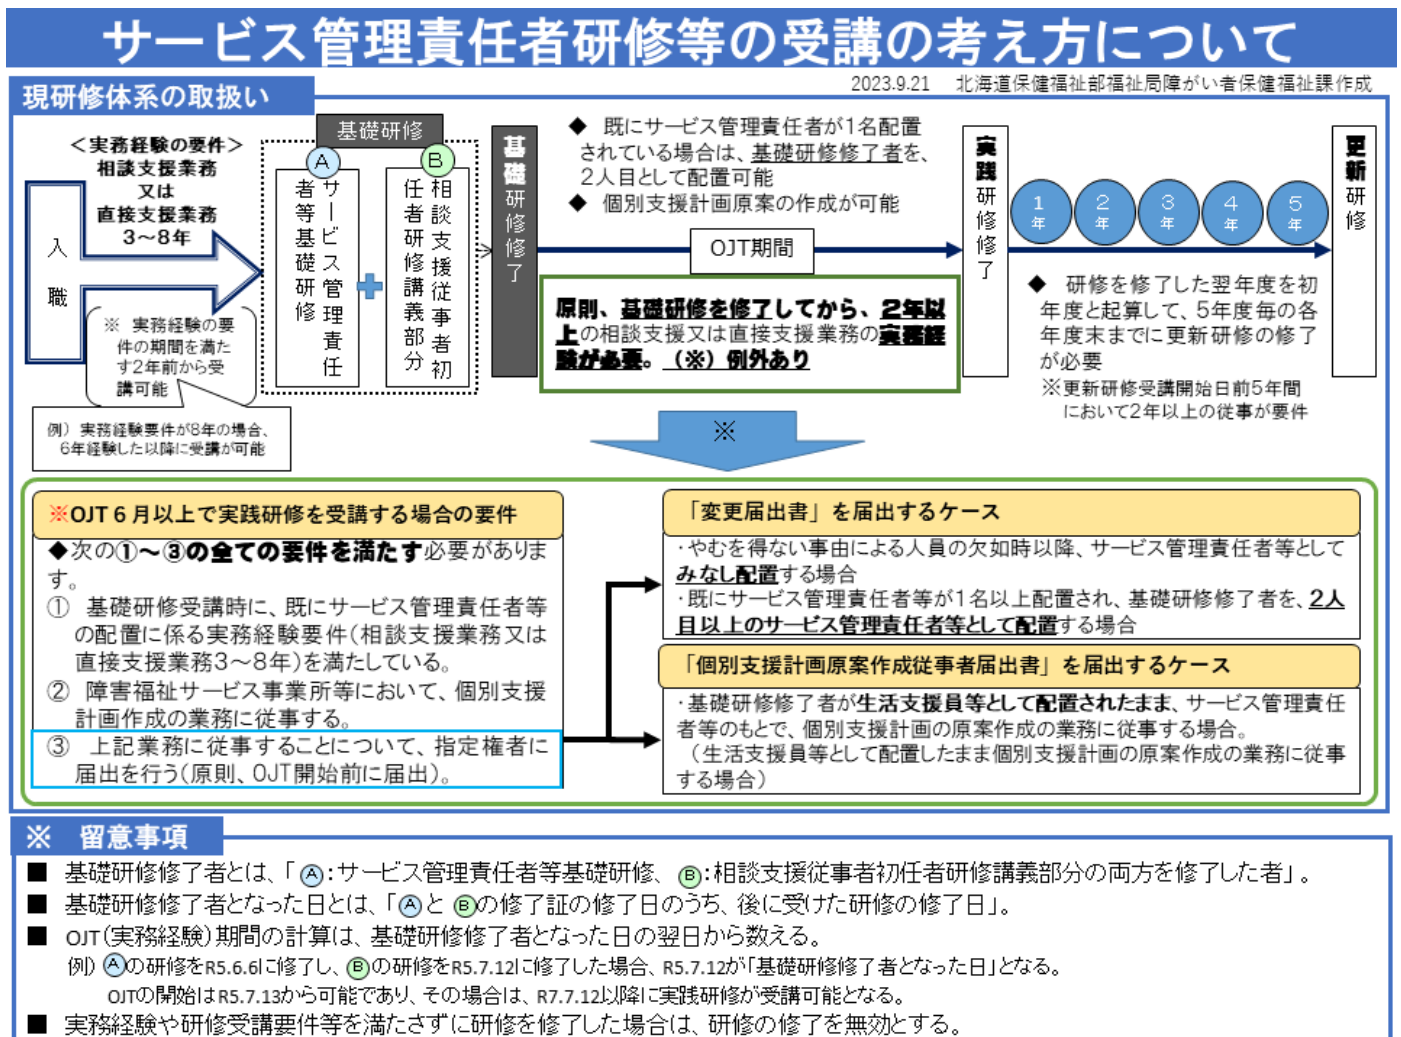 サービス管理責任者研修等の受講の考え方について
2023.9.21　北海道保健福祉部福祉局障がい者保健福祉課作成
現研修体系の取扱い
＜実務経験の要件＞
相談支援業務
又は
直接支援業務
3～8年
入職
※ 実務経験の要
件の期間を満た
す2年前から受
講可能
例）実務経験要件が8年の場合、
6年経験した以降に受講が可能
基礎研修
A
サービス管理責任
者等基礎研修
B
相談支援従事者初
任者研修講義部分
基礎研修修了
◆ 既にサービス管理責任者が1名配置
されている場合は、基礎研修修了者を、
2人目として配置可能
◆ 個別支援計画原案の作成が可能
OJT期間
原則、基礎研修を修了してから、2年以
上の相談支援又は直接支援業務の実務経
験が必要。（※）例外あり
実践研修修了
1年
2年
3年
4年
5年
更新研修
◆ 研修を修了した翌年度を初
年度と起算して、5年度毎の各
年度末までに更新研修の修了
が必要
※更新研修受講開始日前5年間
において2年以上の従事が要件
※
※OJT６月以上で実践研修を受講する場合の要件
◆次の①～③の全ての要件を満たす必要がありま
す。
① 基礎研修受講時に、既にサービス管理責任者等
の配置に係る実務経験要件(相談支援業務又は
直接支援業務3～8年)を満たしている。
② 障害福祉サービス事業所等において、個別支援
計画作成の業務に従事する。
③ 上記業務に従事することについて、指定権者に
届出を行う(原則、OJT開始前に届出)。
「変更届出書」を届出するケース
・やむを得ない事由による人員の欠如時以降、サービス管理責任者等として
みなし配置する場合
・既にサービス管理責任者等が1名以上配置され、基礎研修修了者を、2人
目以上のサービス管理責任者等として配置する場合
「個別支援計画原案作成従事者届出書」を届出するケース
・基礎研修修了者が生活支援員等として配置されたまま、サービス管理責任
者等のもとで、個別支援計画の原案作成の業務に従事する場合。
（生活支援員等として配置したまま個別支援計画の原案作成の業務に従事
する場合）
※ 留意事項
■ 基礎研修修了者とは、「Ⓐ:サービス管理責任者等基礎研修、Ⓑ:相談支援従事者初任者研修講義部分の両方を修了した者」。
■ 基礎研修修了者となった日とは、「ⒶとⒷの修了証の修了日のうち、後に受けた研修の修了日」。
■ OJT(実務経験)期間の計算は、基礎研修修了者となった日の翌日から数える。
例）Ⓐの研修をR5.6.6に修了し、Ⓑの研修をR5.7.12に修了した場合、R5.7.12が「基礎研修修了者となった日」となる。
OJTの開始はR5.7.13から可能であり、その場合は、R7.7.12以降に実践研修が受講可能となる。
■ 実務経験や研修受講要件等を満たさずに研修を修了した場合は、研修の修了を無効とする。